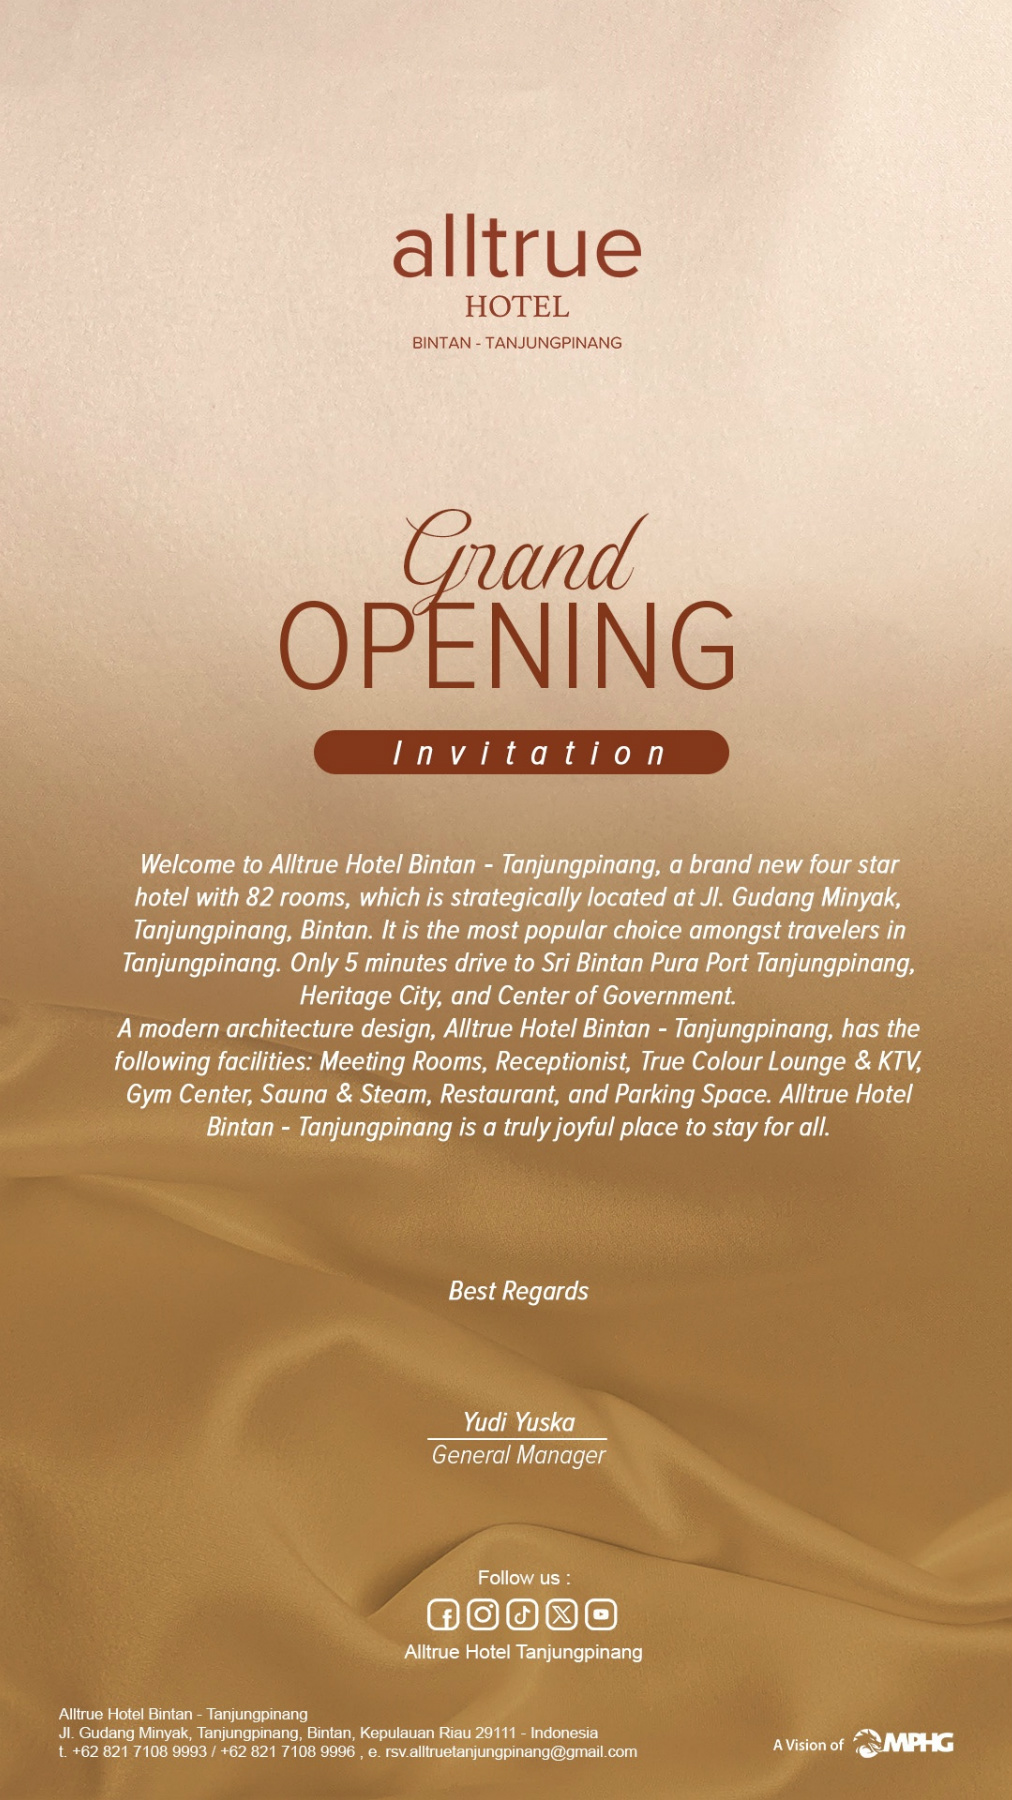 alltrue
HOTEL
BINTAN - TANJUNGPINANG
Grand
OPENING
Invitation
Welcome to Alltrue Hotel Bintan - Tanjungpinang, a brand new four star
hotel with 82 rooms, which is strategically located at Jl. Gudang Minyak,
Tanjungpinang, Bintan. It is the most popular choice amongst travelers in
Tanjungpinang. Only 5 minutes drive to Sri Bintan Pura Port Tanjungpinang,
Heritage City, and Center of Government.
A modern architecture design, Alltrue Hotel Bintan - Tanjungpinang, has the
following facilities: Meeting Rooms, Receptionist, True Colour Lounge & KTV,
Gym Center, Sauna & Steam, Restaurant, and Parking Space. Alltrue Hotel
Bintan - Tanjungpinang is a truly joyful place to stay for all.
Best Regards
Yudi Yuska
General Manager
Follow us :
Alltrue Hotel Tanjungpinang
Alltrue Hotel Bintan - Tanjungpinang
Jl. Gudang Minyak, Tanjungpinang, Bintan, Kepulauan Riau 29111 - Indonesia
t. +62 821 7108 9993 / +62 821 7108 9996 , e. rsv.alltruetanjungpinang@gmail.com
A Vision of MPHG